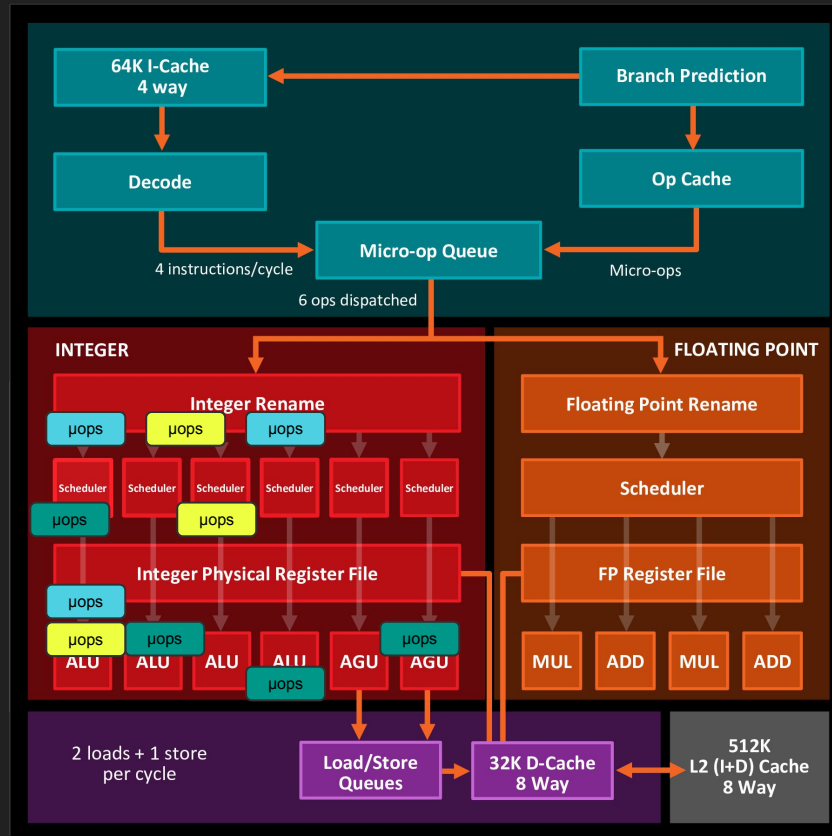 64K I-Cache
4 way
Branch Prediction
Decode
Op Cache
Micro-op Queue
4 instructions/cycle
Micro-ops
6 ops dispatched
INTEGER
FLOATING POINT
Integer Rename
Floating Point Rename
µops
µops
µops
Scheduler
Scheduler
Scheduler
Scheduler
Scheduler
Scheduler
Scheduler
µops
µops
Integer Physical Register File
FP Register File
µops
µops
µops
µops
ALU
ALU
ALU
ALU
AGU
AGU
MUL
ADD
MUL
ADD
µops
2 loads + 1 store
per cycle
Load/Store
Queues
32K D-Cache
8 Way
512K
L2 (I+D) Cache
8 Way